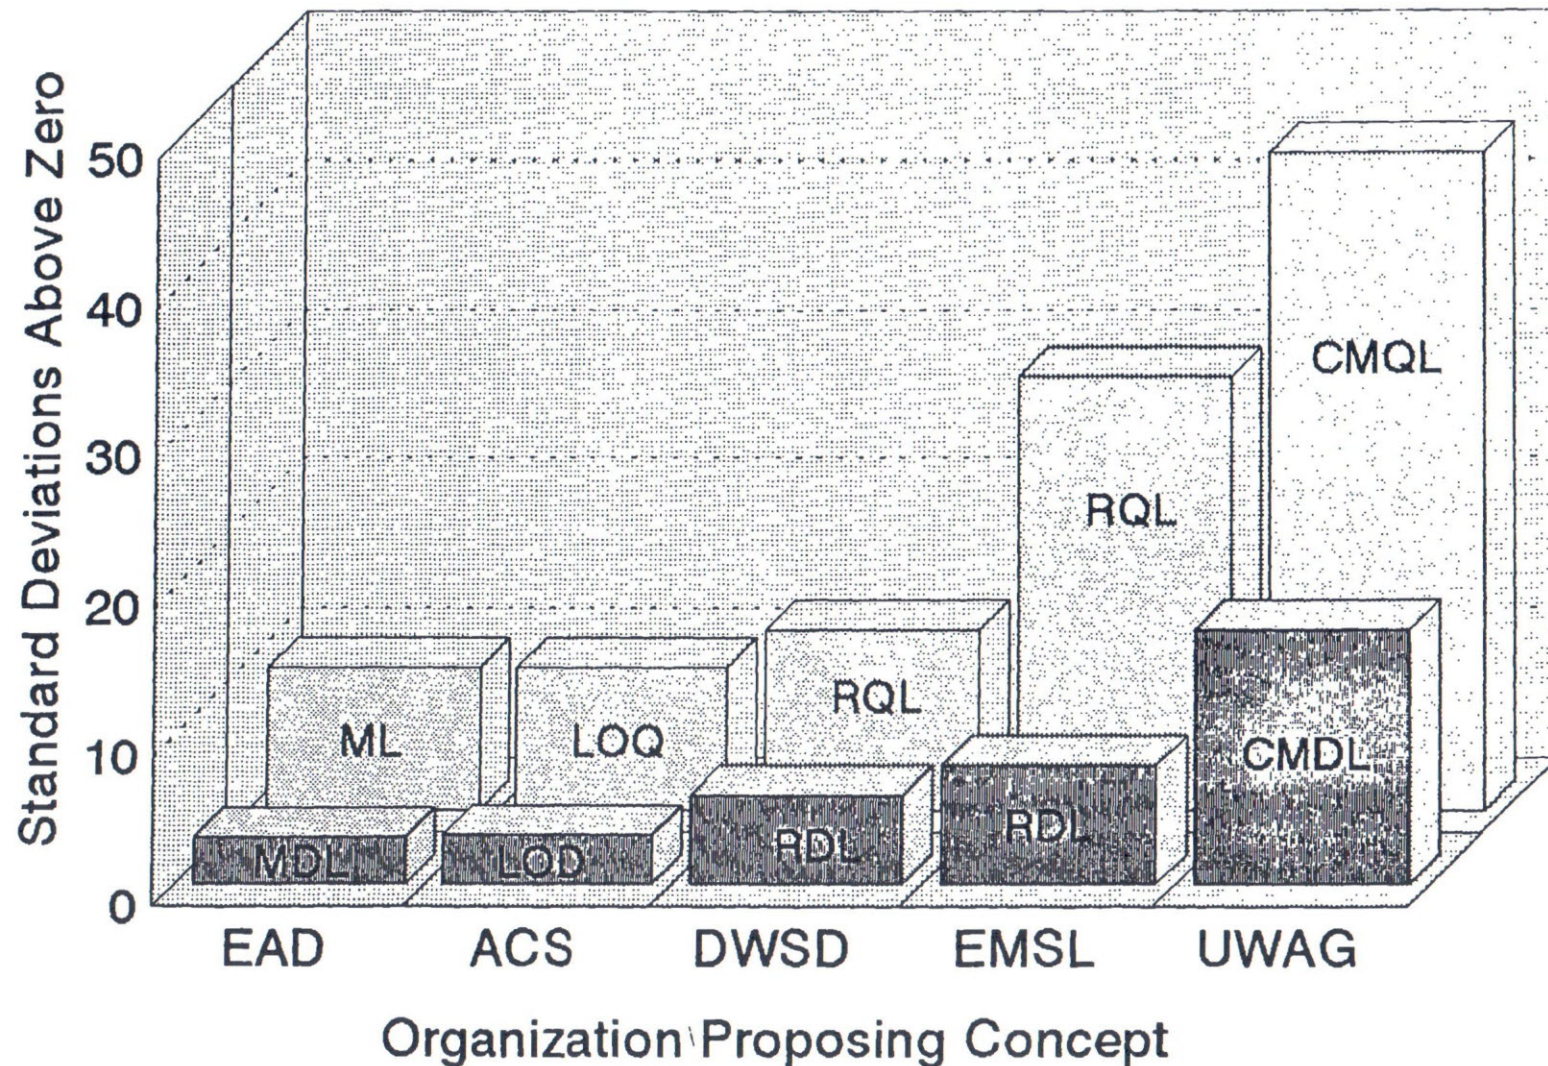 Standard Deviations Above Zero
50
40
30
20
10
0
CMQL
RQL
RQL
ML
LOQ
CMDL
MDL
LOD
RDL
RDL
EAD
ACS
DWSD
EMSL
UWAG
Organization Proposing Concept